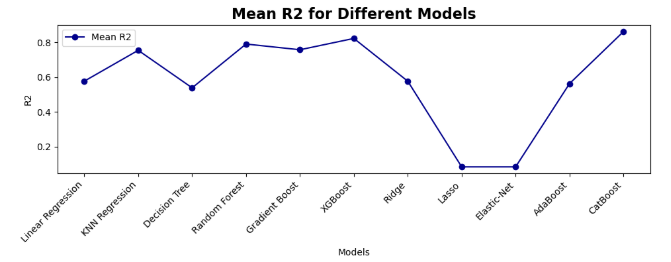 Mean R2 for Different Models
Mean R2
R2
0.8
0.6
0.4
0.2
Linear Regression
KNN Regression
Decision Tree
Random Forest
Gradient Boost
XGBoost
Ridge
Lasso
Elastic-Net
AdaBoost
CatBoost
Models